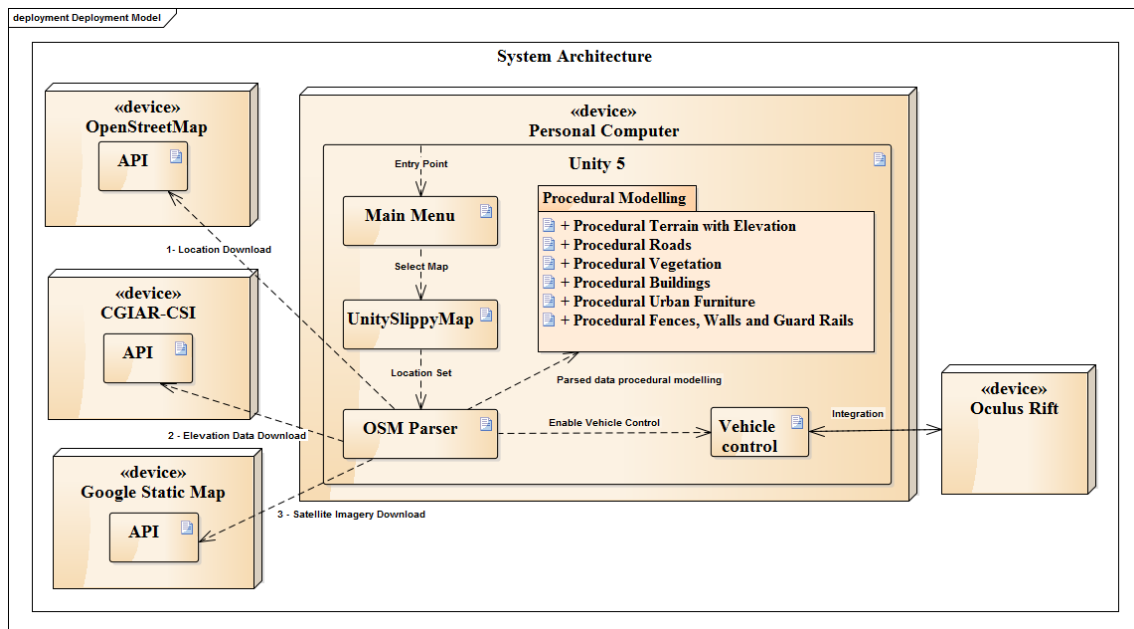 deployment Deployment Model
System Architecture
«device»
OpenStreetMap
API
1- Location Download
«device»
CGIAR-CSI
API
2 - Elevation Data Download
«device»
Google Static Map
API
3 - Satellite Imagery Download
«device»
Personal Computer
Unity 5
Entry Point
Main Menu
Select Map
UnitySlippyMap
Location Set
OSM Parser
Procedural Modelling
+ Procedural Terrain with Elevation
+ Procedural Roads
+ Procedural Vegetation
+ Procedural Buildings
+ Procedural Urban Furniture
+ Procedural Fences, Walls and Guard Rails
Parsed data procedural modelling
Enable Vehicle Control
Vehicle
control
Integration
«device»
Oculus Rift